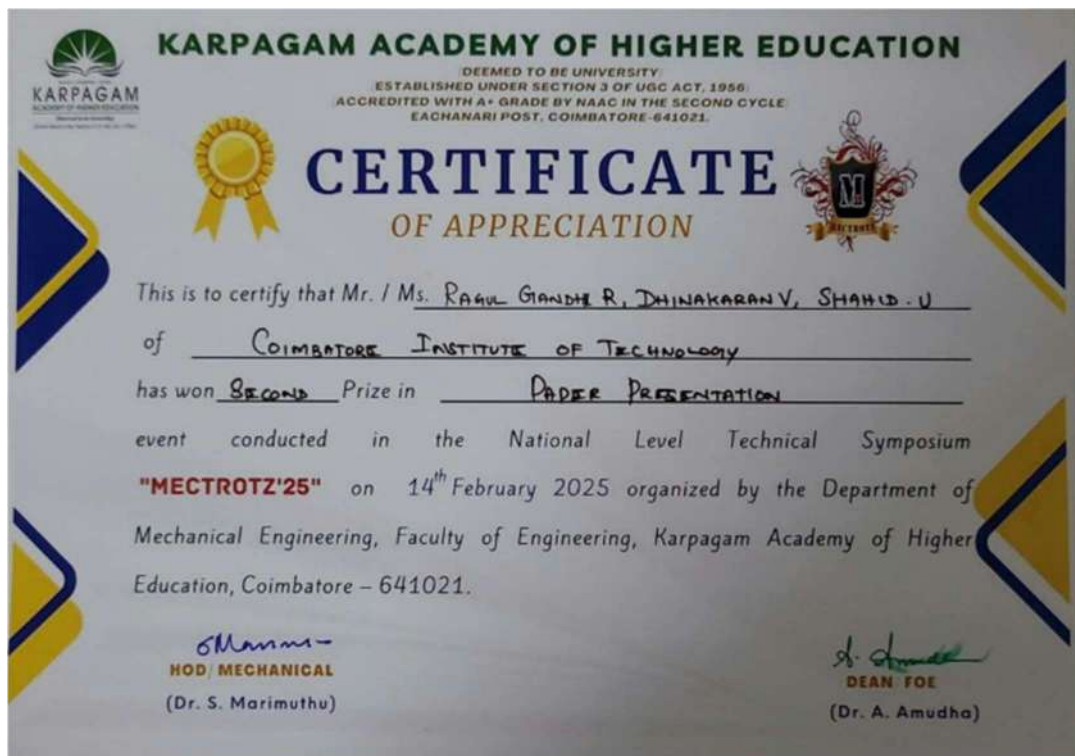 KARPAGAM ACADEMY OF HIGHER EDUCATION
(DEEMED TO BE UNIVERSITY)
(ESTABLISHED UNDER SECTION 3 OF UGC ACT, 1956)
(ACCREDITED WITH A+ GRADE BY NAAC IN THE SECOND CYCLE)
EACHANARI POST, COIMBATORE-641021.
KARPAGAM
ACADEMY OF HIGHER EDUCATION
CERTIFICATE
OF APPRECIATION
M
MECTROTZ
This is to certify that Mr. / Ms. RAGUL GANDHI R, DHINAKARAN V, SHAHID. U
of COIMBATORE INSTITUTE OF TECHNOLOGY
has won SECOND Prize in PAPER PRESENTATION
event conducted in the National Level Technical Symposium
"MECTROTZ'25" on 14th February 2025 organized by the Department of
Mechanical Engineering, Faculty of Engineering, Karpagam Academy of Higher
Education, Coimbatore – 641021.
HOD/ MECHANICAL
(Dr. S. Marimuthu)
DEAN FOE
(Dr. A. Amudha)